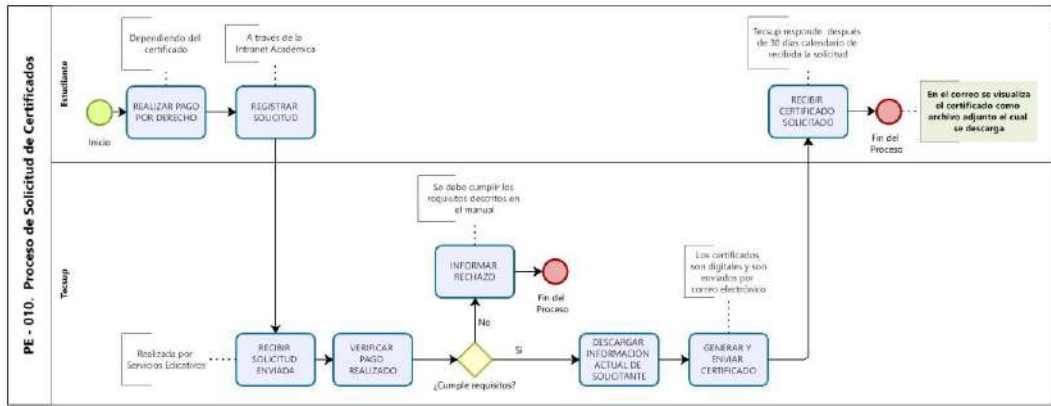 PE - 010. Proceso de Solicitud de Certificados
Estudiante
Dependiendo del
certificado
A través de la
Intranet Académica
Inicio
REALIZAR PAGO
POR DERECHO
REGISTRAR
SOLICITUD
Tecsup responde después
de 30 días calendario de
recibida la solicitud
RECIBIR
CERTIFICADO
SOLICITADO
Fin del
Proceso
En el correo se visualiza
el certificado como
archivo adjunto el cual
se descarga
Tecsup
Realizada por
Servicios Edicativos
RECIBIR
SOLICITUD
ENVIADA
VERIFICAR
PAGO
REALIZADO
¿Cumple requisitos?
No
Se debe cumplir los
requisitos descritos en
el manual
INFORMAR
RECHAZO
Fin del
Proceso
Si
DESCARGAR
INFORMACIÓN
ACTUAL DE
SOLICITANTE
Los certificados
son digitales y son
enviados por
correo electrónico
GENERAR Y
ENVIAR
CERTIFICADO